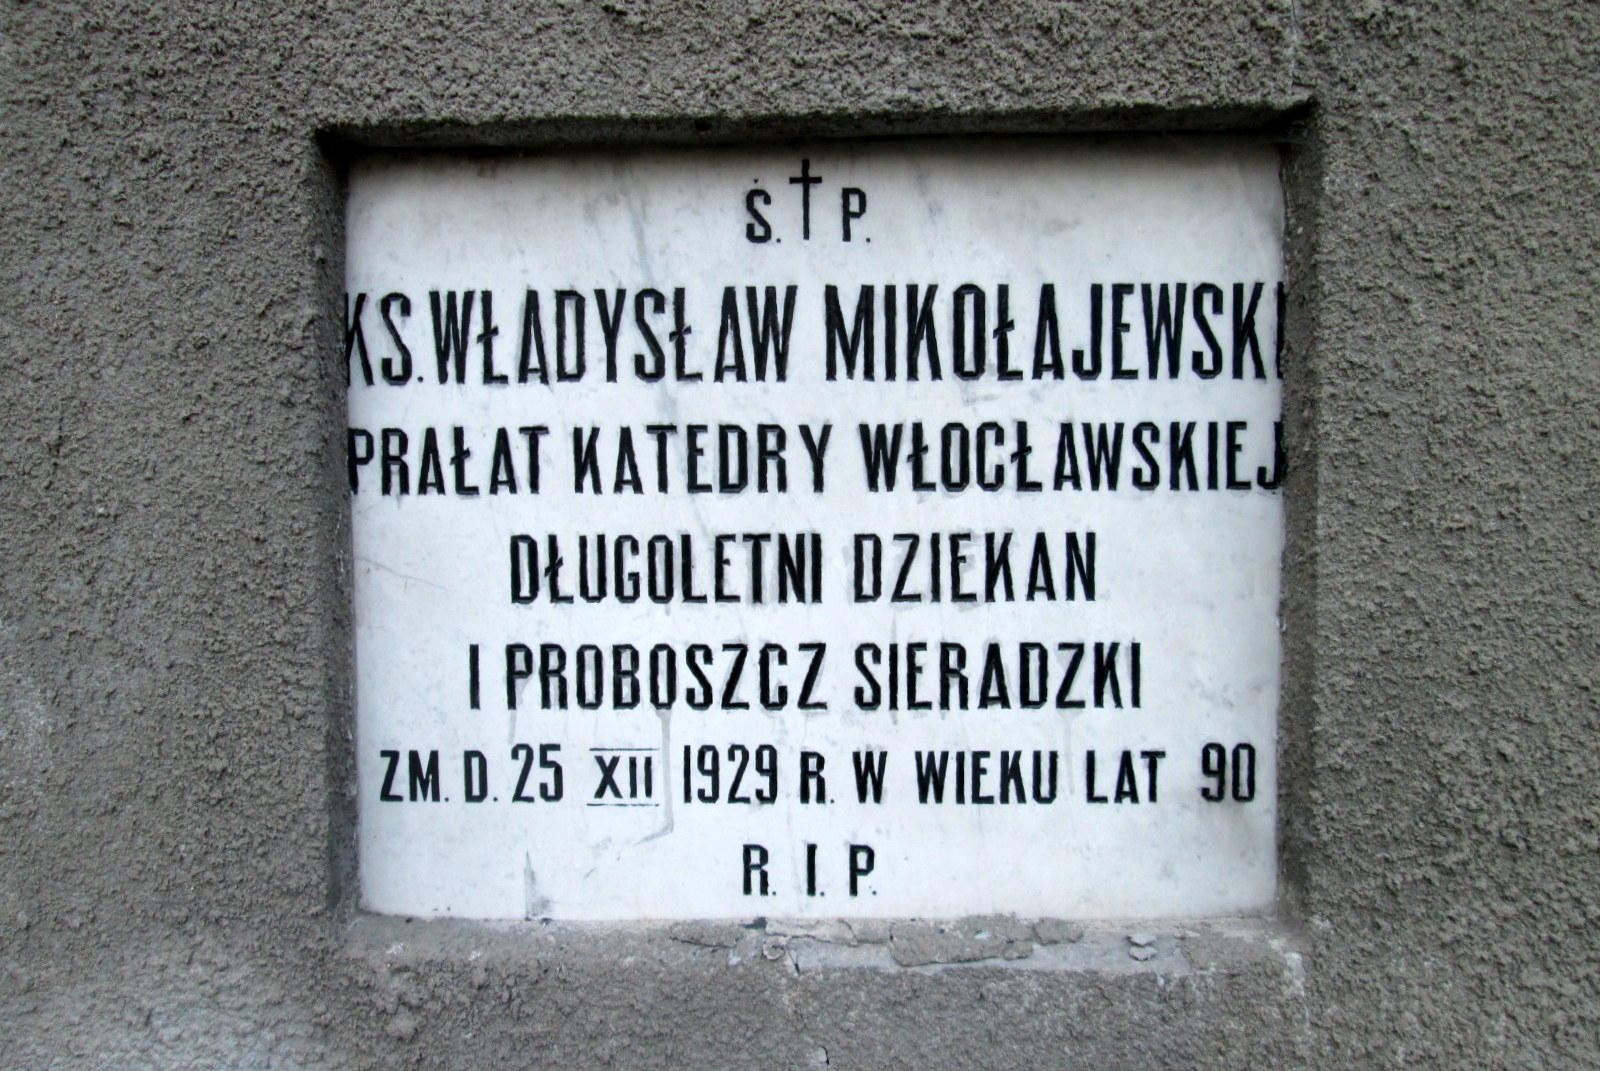 Ś. † P.
KS. WŁADYSŁAW MIKOŁAJEWSKI
PRAŁAT KATEDRY WŁOCŁAWSKIEJ
DŁUGOLETNI DZIEKAN
I PROBOSZCZ SIERADZKI
ZM. D. 25 XII 1929 R. W WIEKU LAT 90
R. I. P.